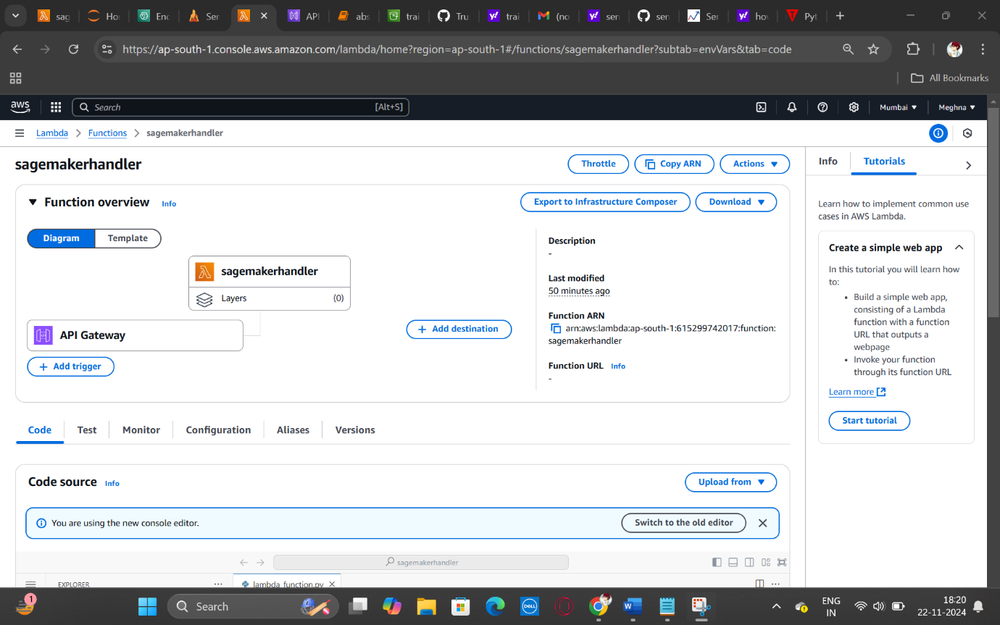 sag
Ho
Enc
Ser
API
abs
trai
Tru
trai
(no
sen
sen
Ser
hov
Pyt
https://ap-south-1.console.aws.amazon.com/lambda/home?region=ap-south-1#/functions/sagemakerhandler?subtab=envVars&tab=code
All Bookmarks
aws
Search
[Alt+S]
Mumbai
Meghna
Lambda
Functions
sagemakerhandler
sagemakerhandler
Throttle
Copy ARN
Actions
Info
Tutorials
Function overview
Info
Export to Infrastructure Composer
Download
Diagram
Template
sagemakerhandler
Layers
(0)
API Gateway
Add trigger
Add destination
Description
-
Last modified
50 minutes ago
Function ARN
arn:aws:lambda:ap-south-1:615299742017:function:
sagemakerhandler
Function URL Info
-
Learn how to implement common use
cases in AWS Lambda.
Create a simple web app
In this tutorial you will learn how
to:
• Build a simple web app,
consisting of a Lambda
function with a function
URL that outputs a
webpage
• Invoke your function
through its function URL
Learn more
Start tutorial
Code
Test
Monitor
Configuration
Aliases
Versions
Code source
Info
Upload from
You are using the new console editor.
Switch to the old editor
sagemakerhandler
EXPLORER
lambda_function.py
1
Search
DELL
ENG
IN
18:20
22-11-2024